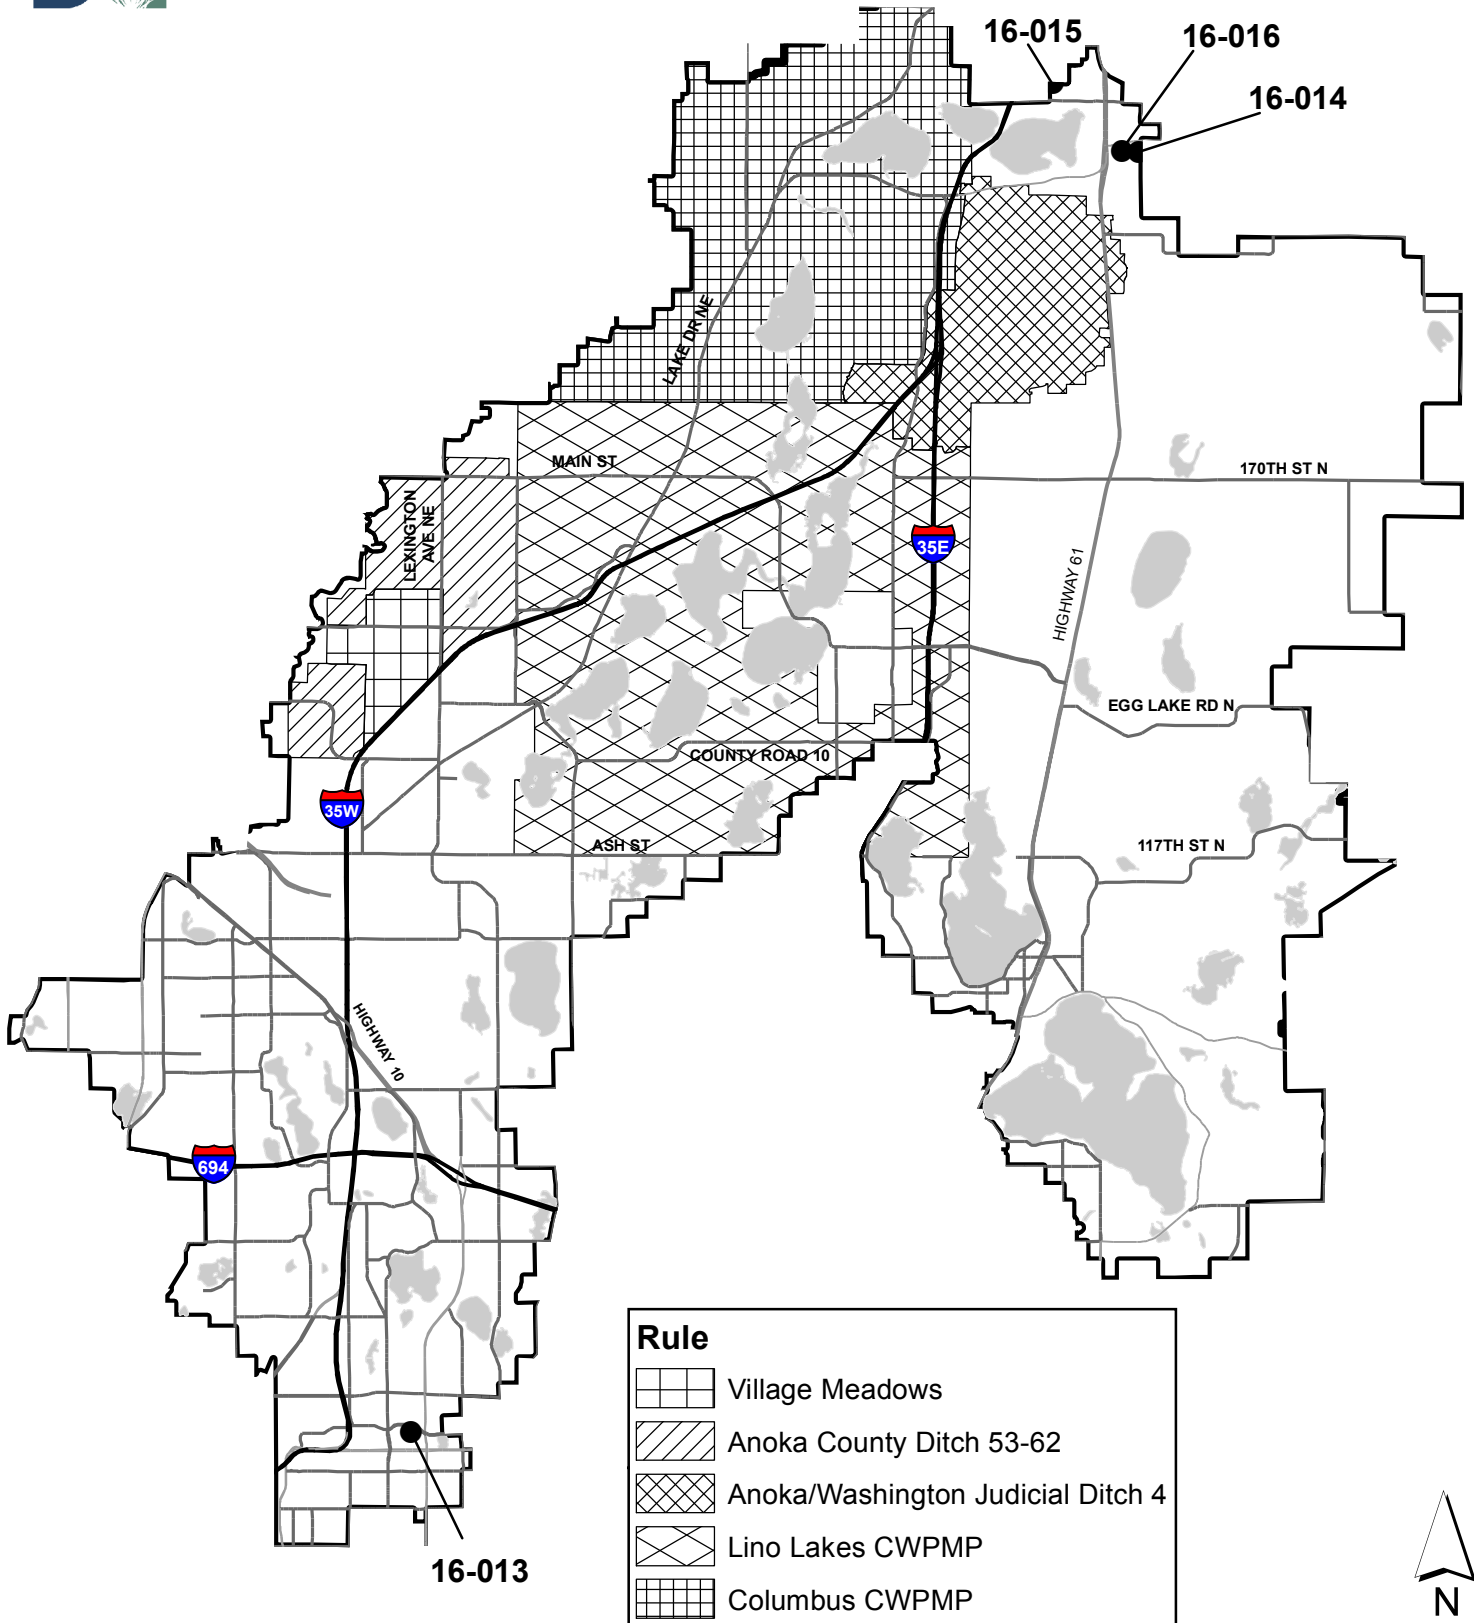 16-015
16-016
16-014
LAKE DR NE
MAIN ST
170TH ST N
LEXINGTON
AVE NE
35E
HIGHWAY 61
EGG LAKE RD N
COUNTY ROAD 10
35W
ASH ST
117TH ST N
HIGHWAY 10
694
16-013
Rule
Village Meadows
Anoka County Ditch 53-62
Anoka/Washington Judicial Ditch 4
Lino Lakes CWPMP
Columbus CWPMP
N